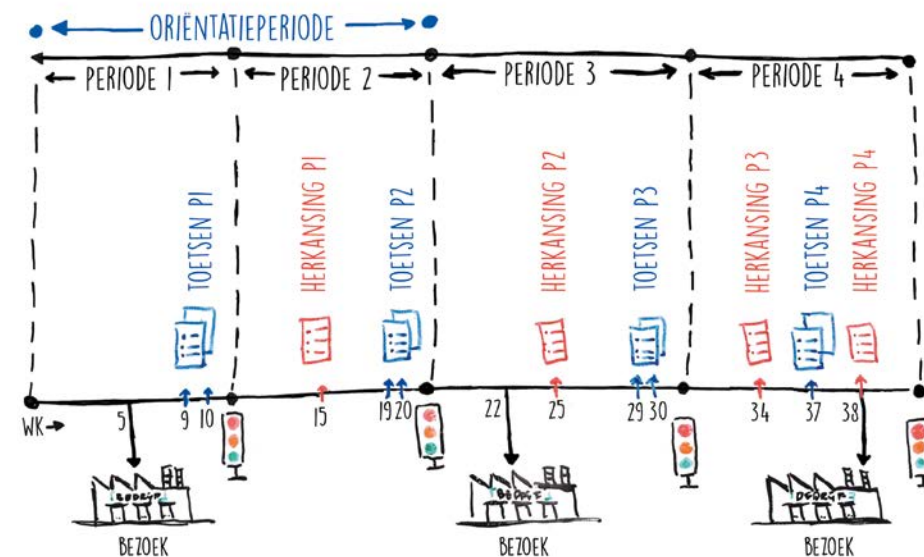 ORIËNTATIEPERIODE
PERIODE 1
PERIODE 2
PERIODE 3
PERIODE 4
TOETSEN P1
HERKANSING P1
TOETSEN P2
HERKANSING P2
TOETSEN P3
HERKANSING P3
TOETSEN P4
HERKANSING P4
WK 5 9 10 15 19 20 22 25 29 30 34 37 38
BEDRIJF BEDRIJF BEDRIJF
BEZOEK BEZOEK BEZOEK